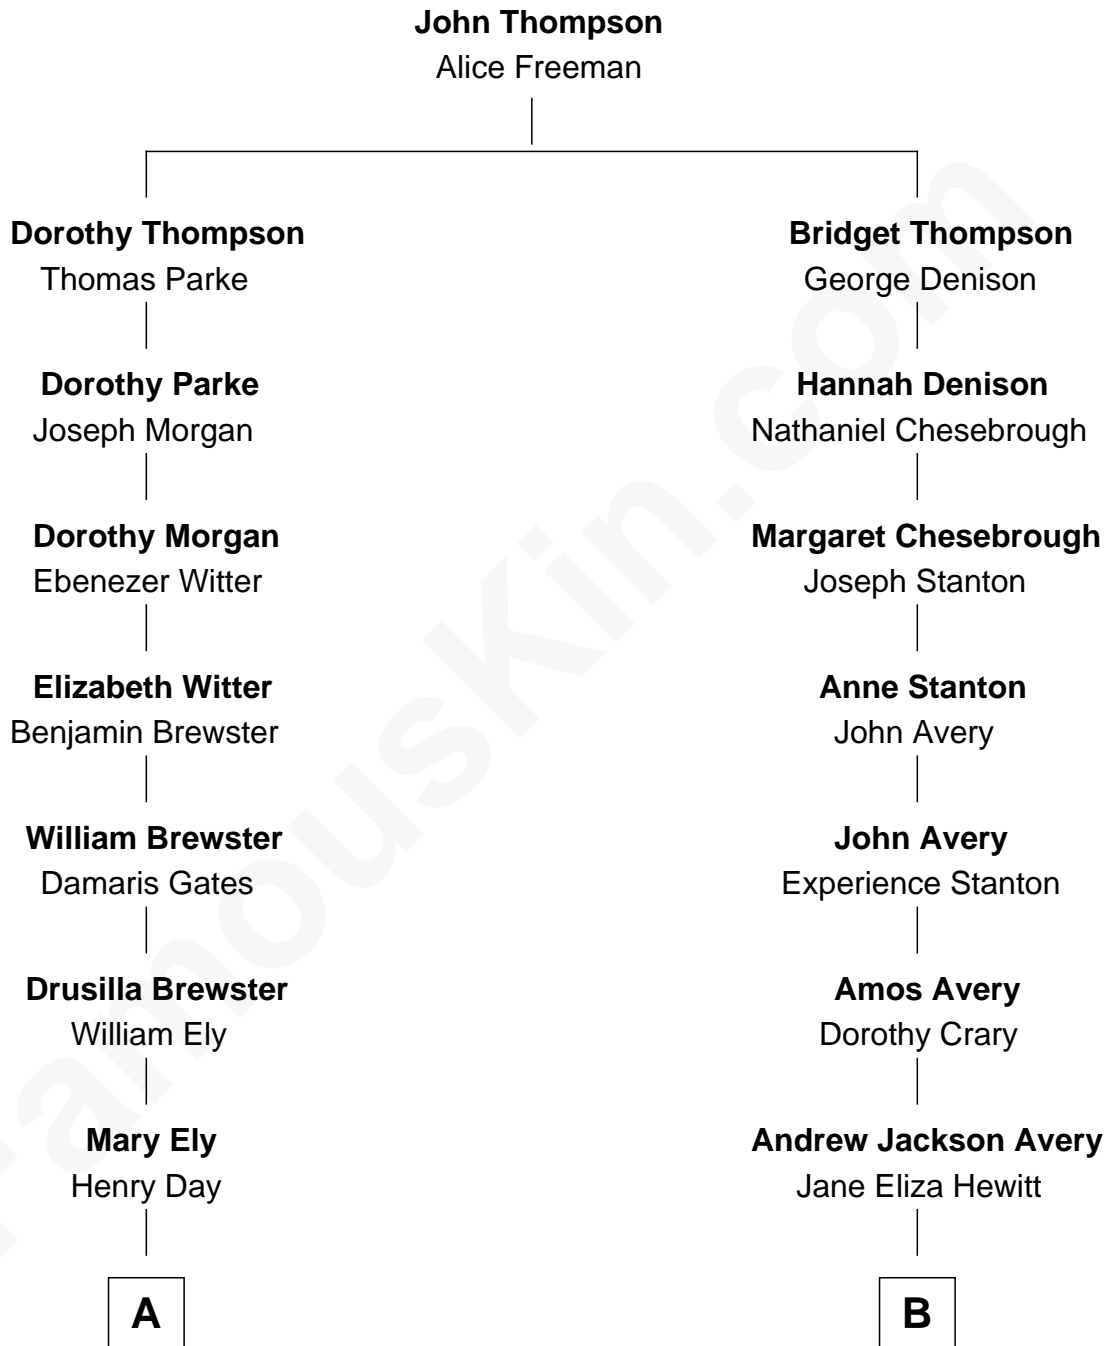 John Thompson
Alice Freeman
Dorothy Thompson
Thomas Parke
Bridget Thompson
George Denison
Dorothy Parke
Joseph Morgan
Hannah Denison
Nathaniel Chesebrough
Dorothy Morgan
Ebenezer Witter
Margaret Chesebrough
Joseph Stanton
Elizabeth Witter
Benjamin Brewster
Anne Stanton
John Avery
William Brewster
Damaris Gates
John Avery
Experience Stanton
Drusilla Brewster
William Ely
Amos Avery
Dorothy Crary
Mary Ely
Henry Day
Andrew Jackson Avery
Jane Eliza Hewitt
A
B
FamousKin.com